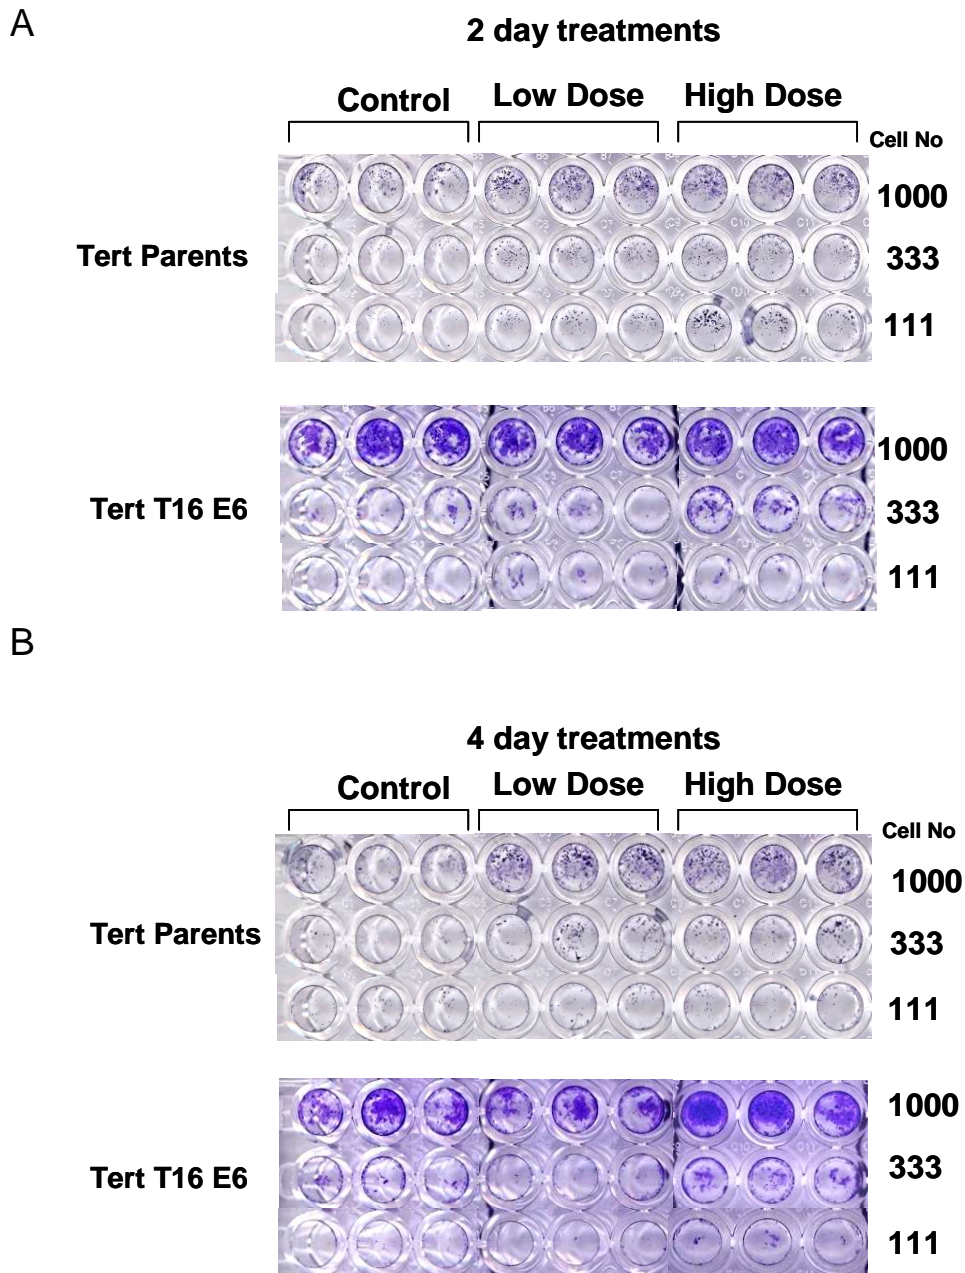 A
2 day treatments
Control Low Dose High Dose
Cell No
1000
Tert Parents 333
111
1000
Tert T16 E6 333
111
B
4 day treatments
Control Low Dose High Dose
Cell No
1000
Tert Parents 333
111
1000
333
Tert T16 E6
111